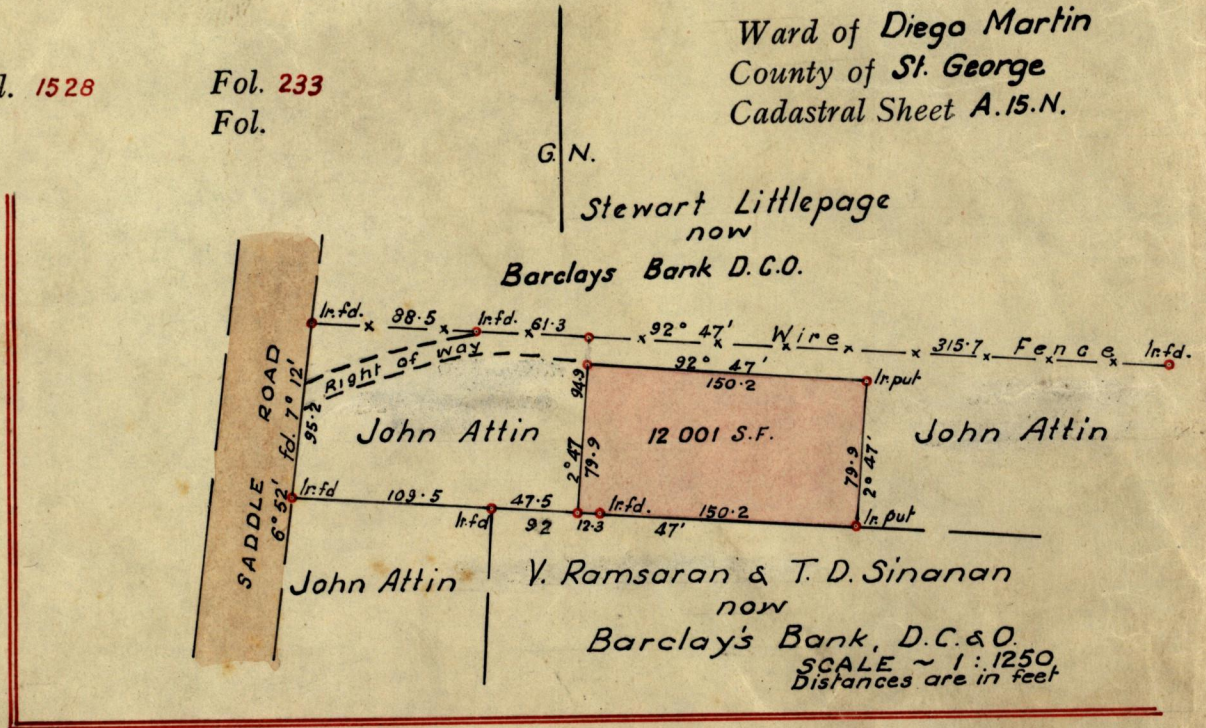 Ward of Diego Martin
County of St. George
Cadastral Sheet A.15.N.
l. 1528 Fol. 233
Fol.
G. N.
Stewart Littlepage
now
Barclays Bank D.C.O.
Ir.fd. 88.5 Ir.fd. 61.3 92° 47' Wire 315.7 Fence Ir.fd.
Right of way
92° 47'
150.2
Ir.put
SADDLE ROAD
fd. 7° 12'
6° 52'
95.2
John Attin
94.9
2° 47
79.9
12 001 S.F.
79.9
2° 47'
John Attin
Ir.fd 109.5 47.5 Ir.fd. 150.2 Ir.put
Ir.fd 92 12.3 47'
John Attin
V. Ramsaran & T. D. Sinanan
now
Barclay's Bank, D.C.&O.
SCALE ~ 1 : 1250
Distances are in feet